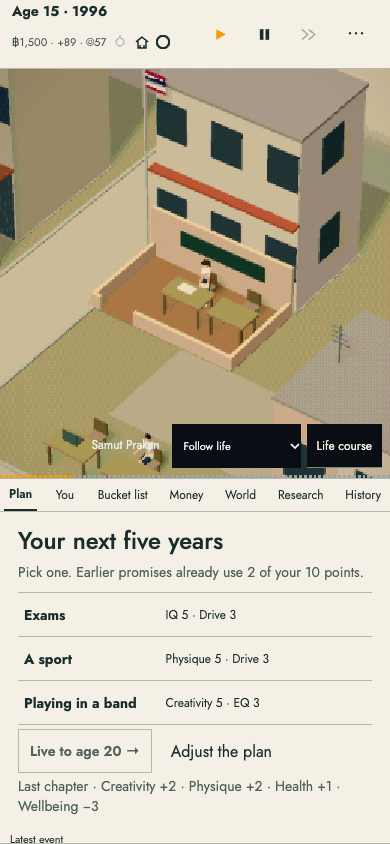 Age 15 · 1996
฿1,500 · +89 · ☺57
Samut Prakan
Follow life
Life course
Plan You Bucket list Money World Research History
Your next five years
Pick one. Earlier promises already use 2 of your 10 points.
Exams IQ 5 · Drive 3
A sport Physique 5 · Drive 3
Playing in a band Creativity 5 · EQ 3
Live to age 20 → Adjust the plan
Last chapter · Creativity +2 · Physique +2 · Health +1 ·
Wellbeing −3
Latest event